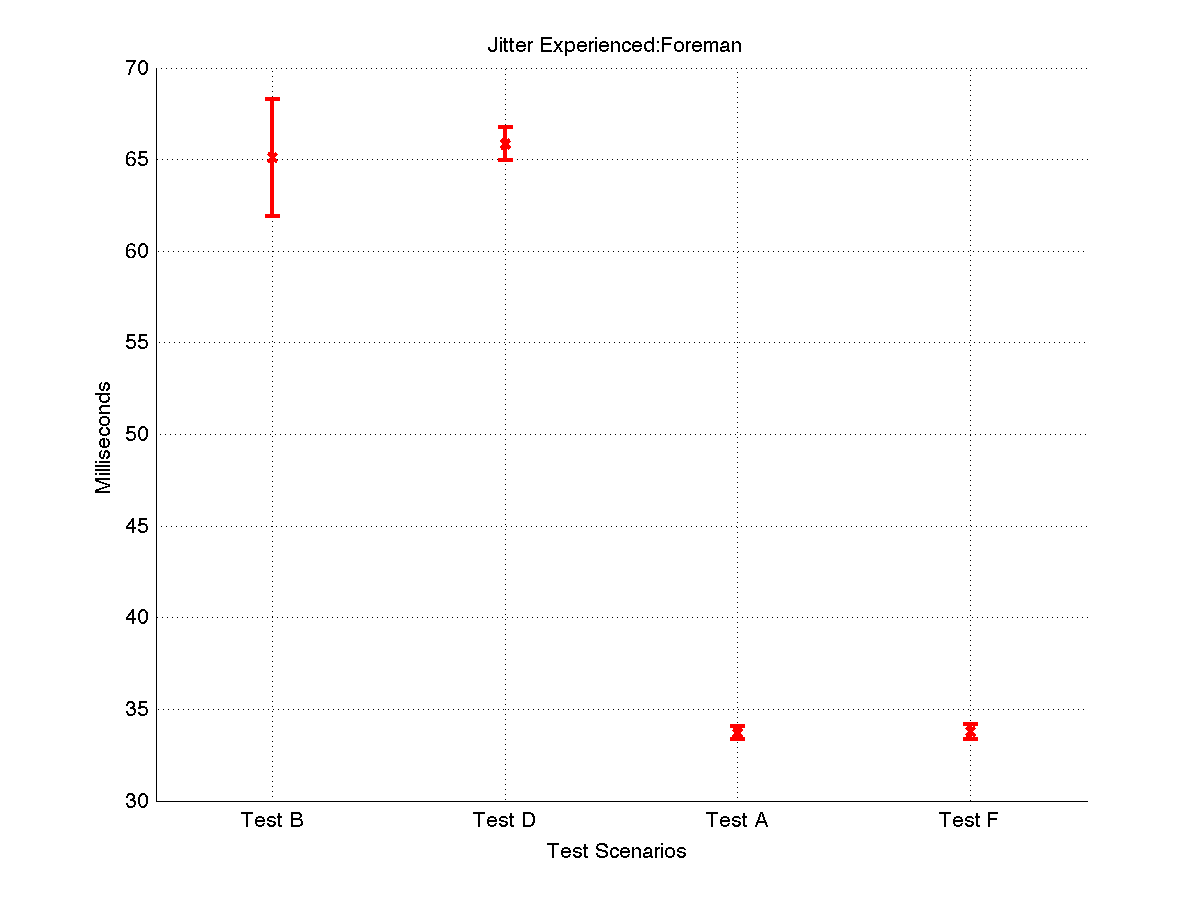 Jitter Experienced:Foreman
70
65
60
55
50
45
40
35
30
Milliseconds
Test B
Test D
Test A
Test F
Test Scenarios